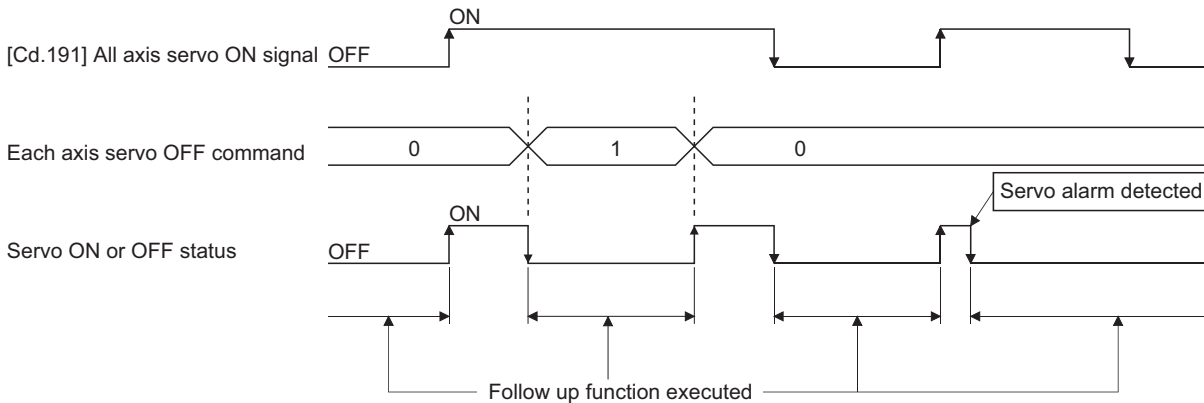 ON
[Cd.191] All axis servo ON signal OFF
Each axis servo OFF command 0 1 0
Servo alarm detected
ON
Servo ON or OFF status OFF
Follow up function executed